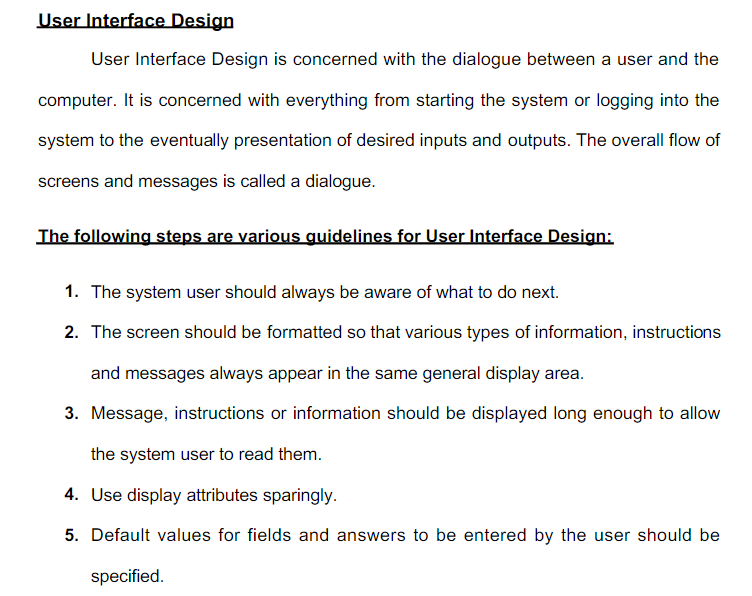 User Interface Design
User Interface Design is concerned with the dialogue between a user and the
computer. It is concerned with everything from starting the system or logging into the
system to the eventually presentation of desired inputs and outputs. The overall flow of
screens and messages is called a dialogue.
The following steps are various guidelines for User Interface Design:
1. The system user should always be aware of what to do next.
2. The screen should be formatted so that various types of information, instructions
and messages always appear in the same general display area.
3. Message, instructions or information should be displayed long enough to allow
the system user to read them.
4. Use display attributes sparingly.
5. Default values for fields and answers to be entered by the user should be
specified.